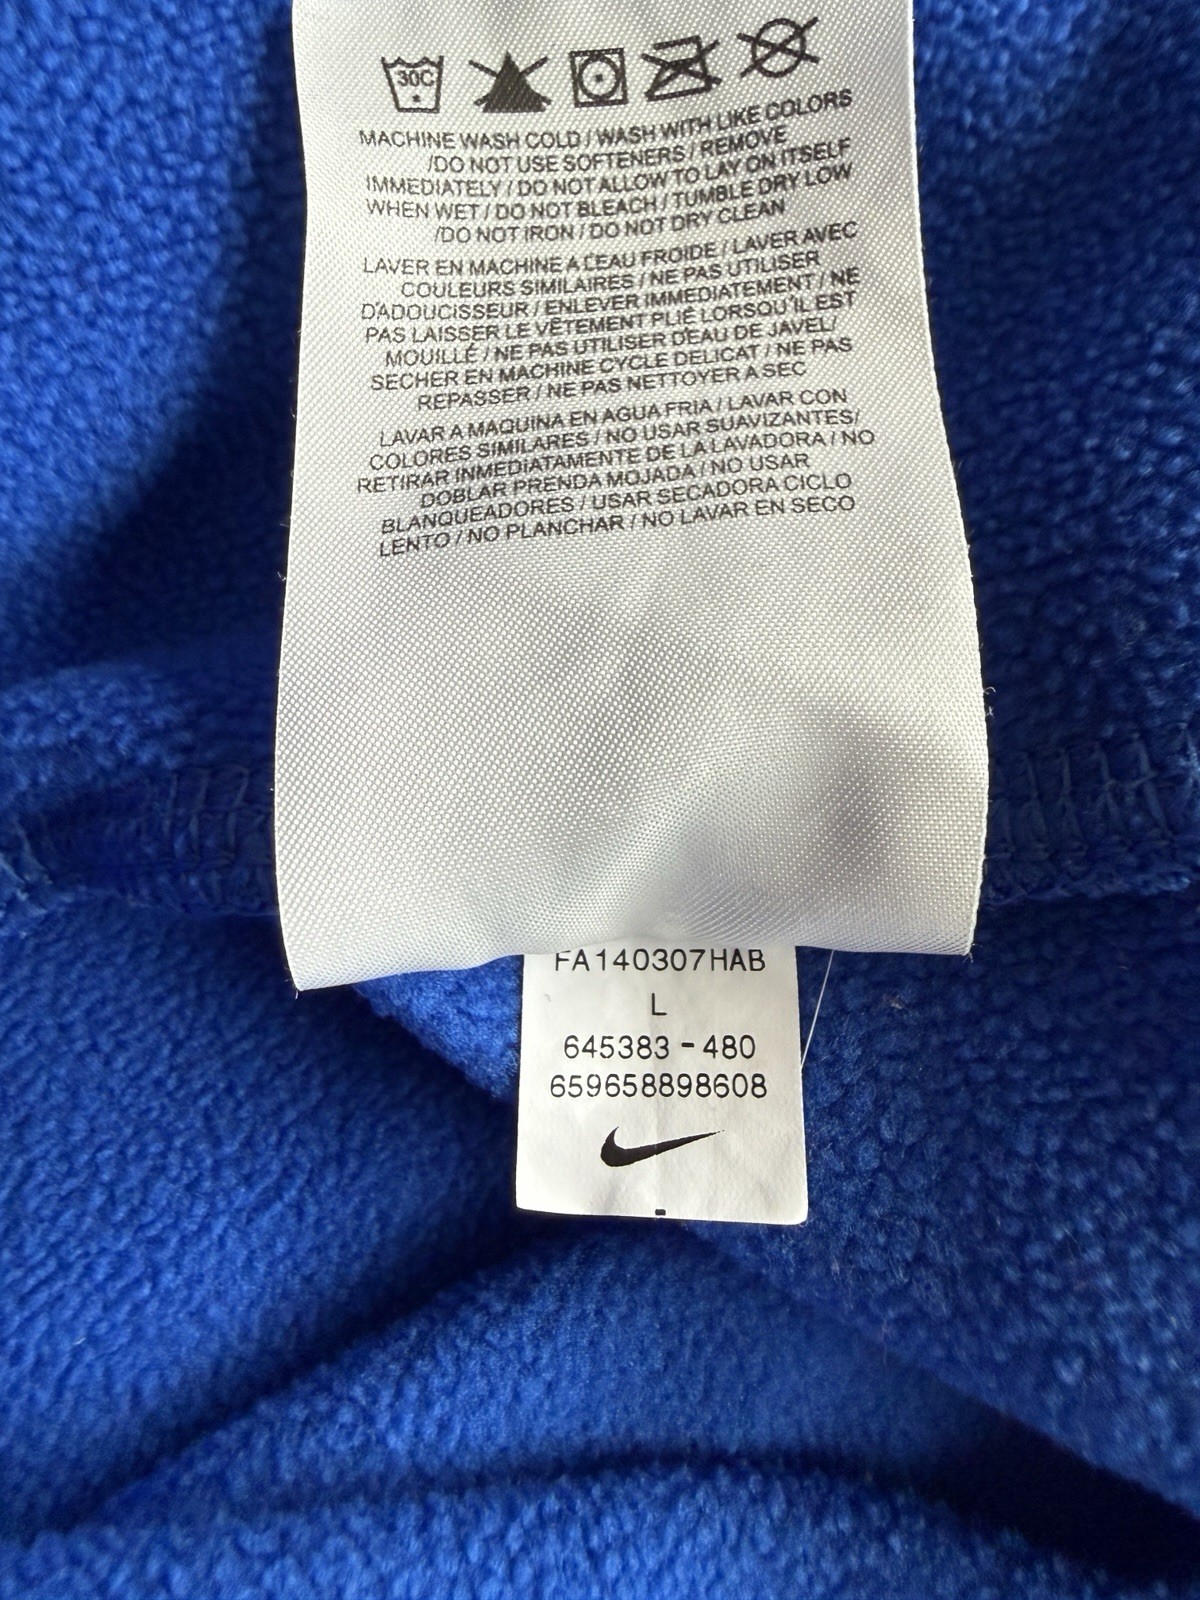 30C
MACHINE WASH COLD / WASH WITH LIKE COLORS
/DO NOT USE SOFTENERS / REMOVE
IMMEDIATELY / DO NOT ALLOW TO LAY ON ITSELF
WHEN WET / DO NOT BLEACH / TUMBLE DRY LOW
/DO NOT IRON / DO NOT DRY CLEAN
LAVER EN MACHINE A L'EAU FROIDE / LAVER AVEC
COULEURS SIMILAIRES / NE PAS UTILISER
D'ADOUCISSEUR / ENLEVER IMMEDIATEMENT / NE
PAS LAISSER LE VÊTEMENT PLIÉ LORSQU'IL EST
MOUILLÉ / NE PAS UTILISER D'EAU DE JAVEL/
SECHER EN MACHINE CYCLE DELICAT / NE PAS
REPASSER / NE PAS NETTOYER A SEC
LAVAR A MAQUINA EN AGUA FRIA / LAVAR CON
COLORES SIMILARES / NO USAR SUAVIZANTES/
RETIRAR INMEDIATAMENTE DE LA LAVADORA / NO
DOBLAR PRENDA MOJADA / NO USAR
BLANQUEADORES / USAR SECADORA CICLO
LENTO / NO PLANCHAR / NO LAVAR EN SECO
FA140307HAB
L
645383-480
659658898608